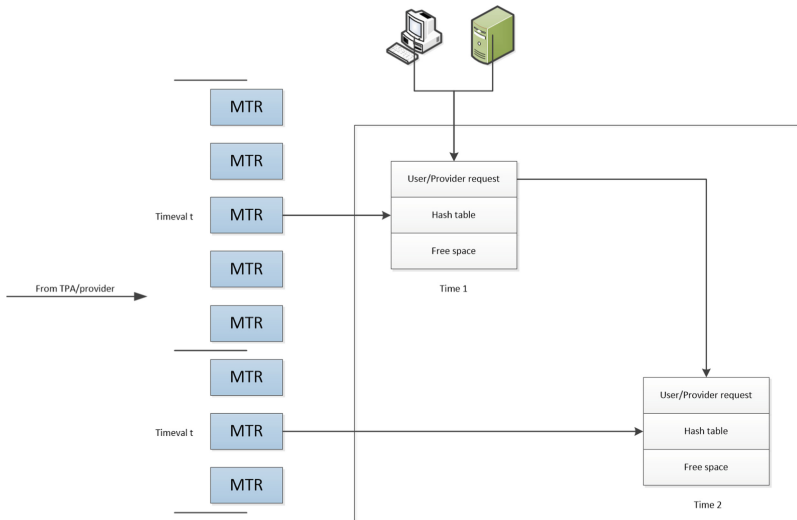 MTR
MTR
Timeval t
MTR
MTR
MTR
From TPA/provider
MTR
Timeval t
MTR
MTR
User/Provider request
Hash table
Free space
Time 1
User/Provider request
Hash table
Free space
Time 2